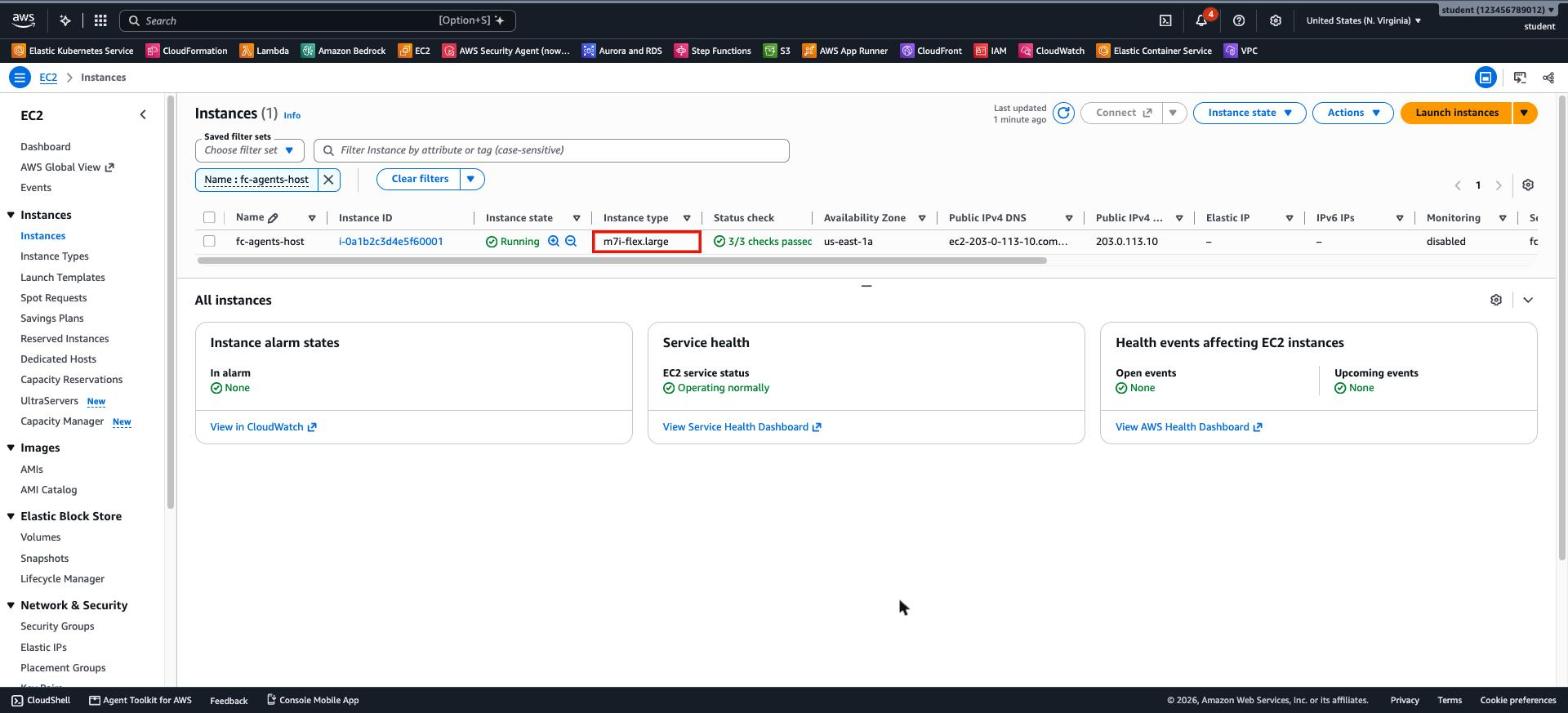 aws
Search
[Option+S]
4
United States (N. Virginia)
student (123456789012)
student
Elastic Kubernetes Service CloudFormation Lambda Amazon Bedrock EC2 AWS Security Agent (now... Aurora and RDS Step Functions S3 AWS App Runner CloudFront IAM CloudWatch Elastic Container Service VPC
EC2 > Instances
EC2
Dashboard
AWS Global View
Events
Instances
Instances
Instance Types
Launch Templates
Spot Requests
Savings Plans
Reserved Instances
Dedicated Hosts
Capacity Reservations
UltraServers New
Capacity Manager New
Images
AMIs
AMI Catalog
Elastic Block Store
Volumes
Snapshots
Lifecycle Manager
Network & Security
Security Groups
Elastic IPs
Placement Groups
Instances (1) Info
Last updated
1 minute ago
Connect
Instance state
Actions
Launch instances
Saved filter sets
Choose filter set
Filter Instance by attribute or tag (case-sensitive)
Name : fc-agents-host
Clear filters
1
Name Instance ID Instance state Instance type Status check Availability Zone Public IPv4 DNS Public IPv4 ... Elastic IP IPv6 IPs Monitoring Se
fc-agents-host i-0a1b2c3d4e5f60001 Running m7i-flex.large 3/3 checks passec us-east-1a ec2-203-0-113-10.com... 203.0.113.10 – – disabled fc
All instances
Instance alarm states
In alarm
None
View in CloudWatch
Service health
EC2 service status
Operating normally
View Service Health Dashboard
Health events affecting EC2 instances
Open events
None
Upcoming events
None
View AWS Health Dashboard
CloudShell Agent Toolkit for AWS Feedback Console Mobile App
© 2026, Amazon Web Services, Inc. or its affiliates. Privacy Terms Cookie preferences